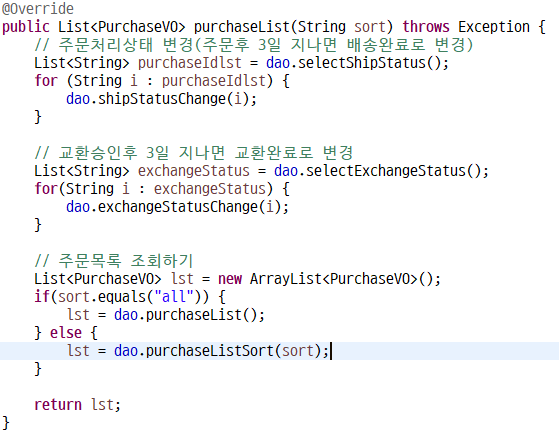 @Override
public List<PurchaseVO> purchaseList(String sort) throws Exception {
// 주문처리상태 변경(주문후 3일 지나면 배송완료로 변경)
List<String> purchaseIdlst = dao.selectShipStatus();
for (String i : purchaseIdlst) {
dao.shipStatusChange(i);
}
// 교환승인후 3일 지나면 교환완료로 변경
List<String> exchangeStatus = dao.selectExchangeStatus();
for(String i : exchangeStatus) {
dao.exchangeStatusChange(i);
}
// 주문목록 조회하기
List<PurchaseVO> lst = new ArrayList<PurchaseVO>();
if(sort.equals("all")) {
lst = dao.purchaseList();
} else {
lst = dao.purchaseListSort(sort);
}
return lst;
}